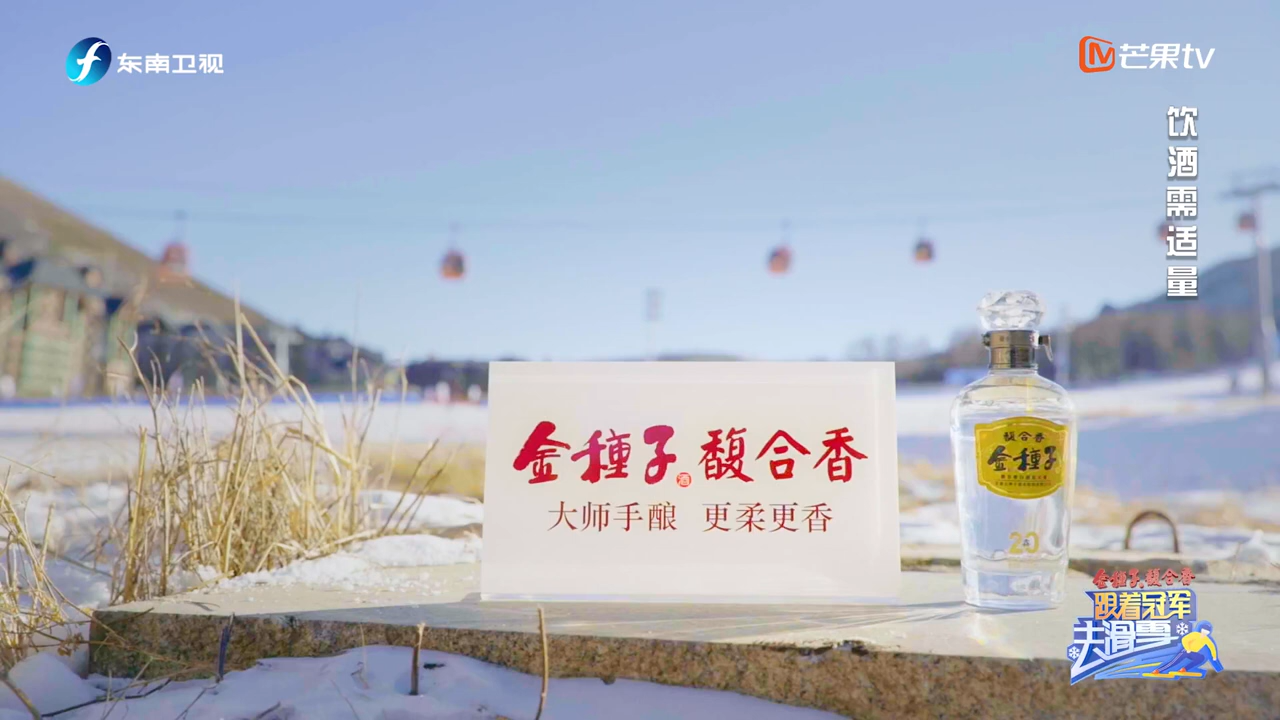 东南卫视
芒果tv
饮酒需适量
金種子 馥合香
酒
大师手酿 更柔更香
馥合香
金種子
20
金種子 馥合香
跟着冠军
去滑雪